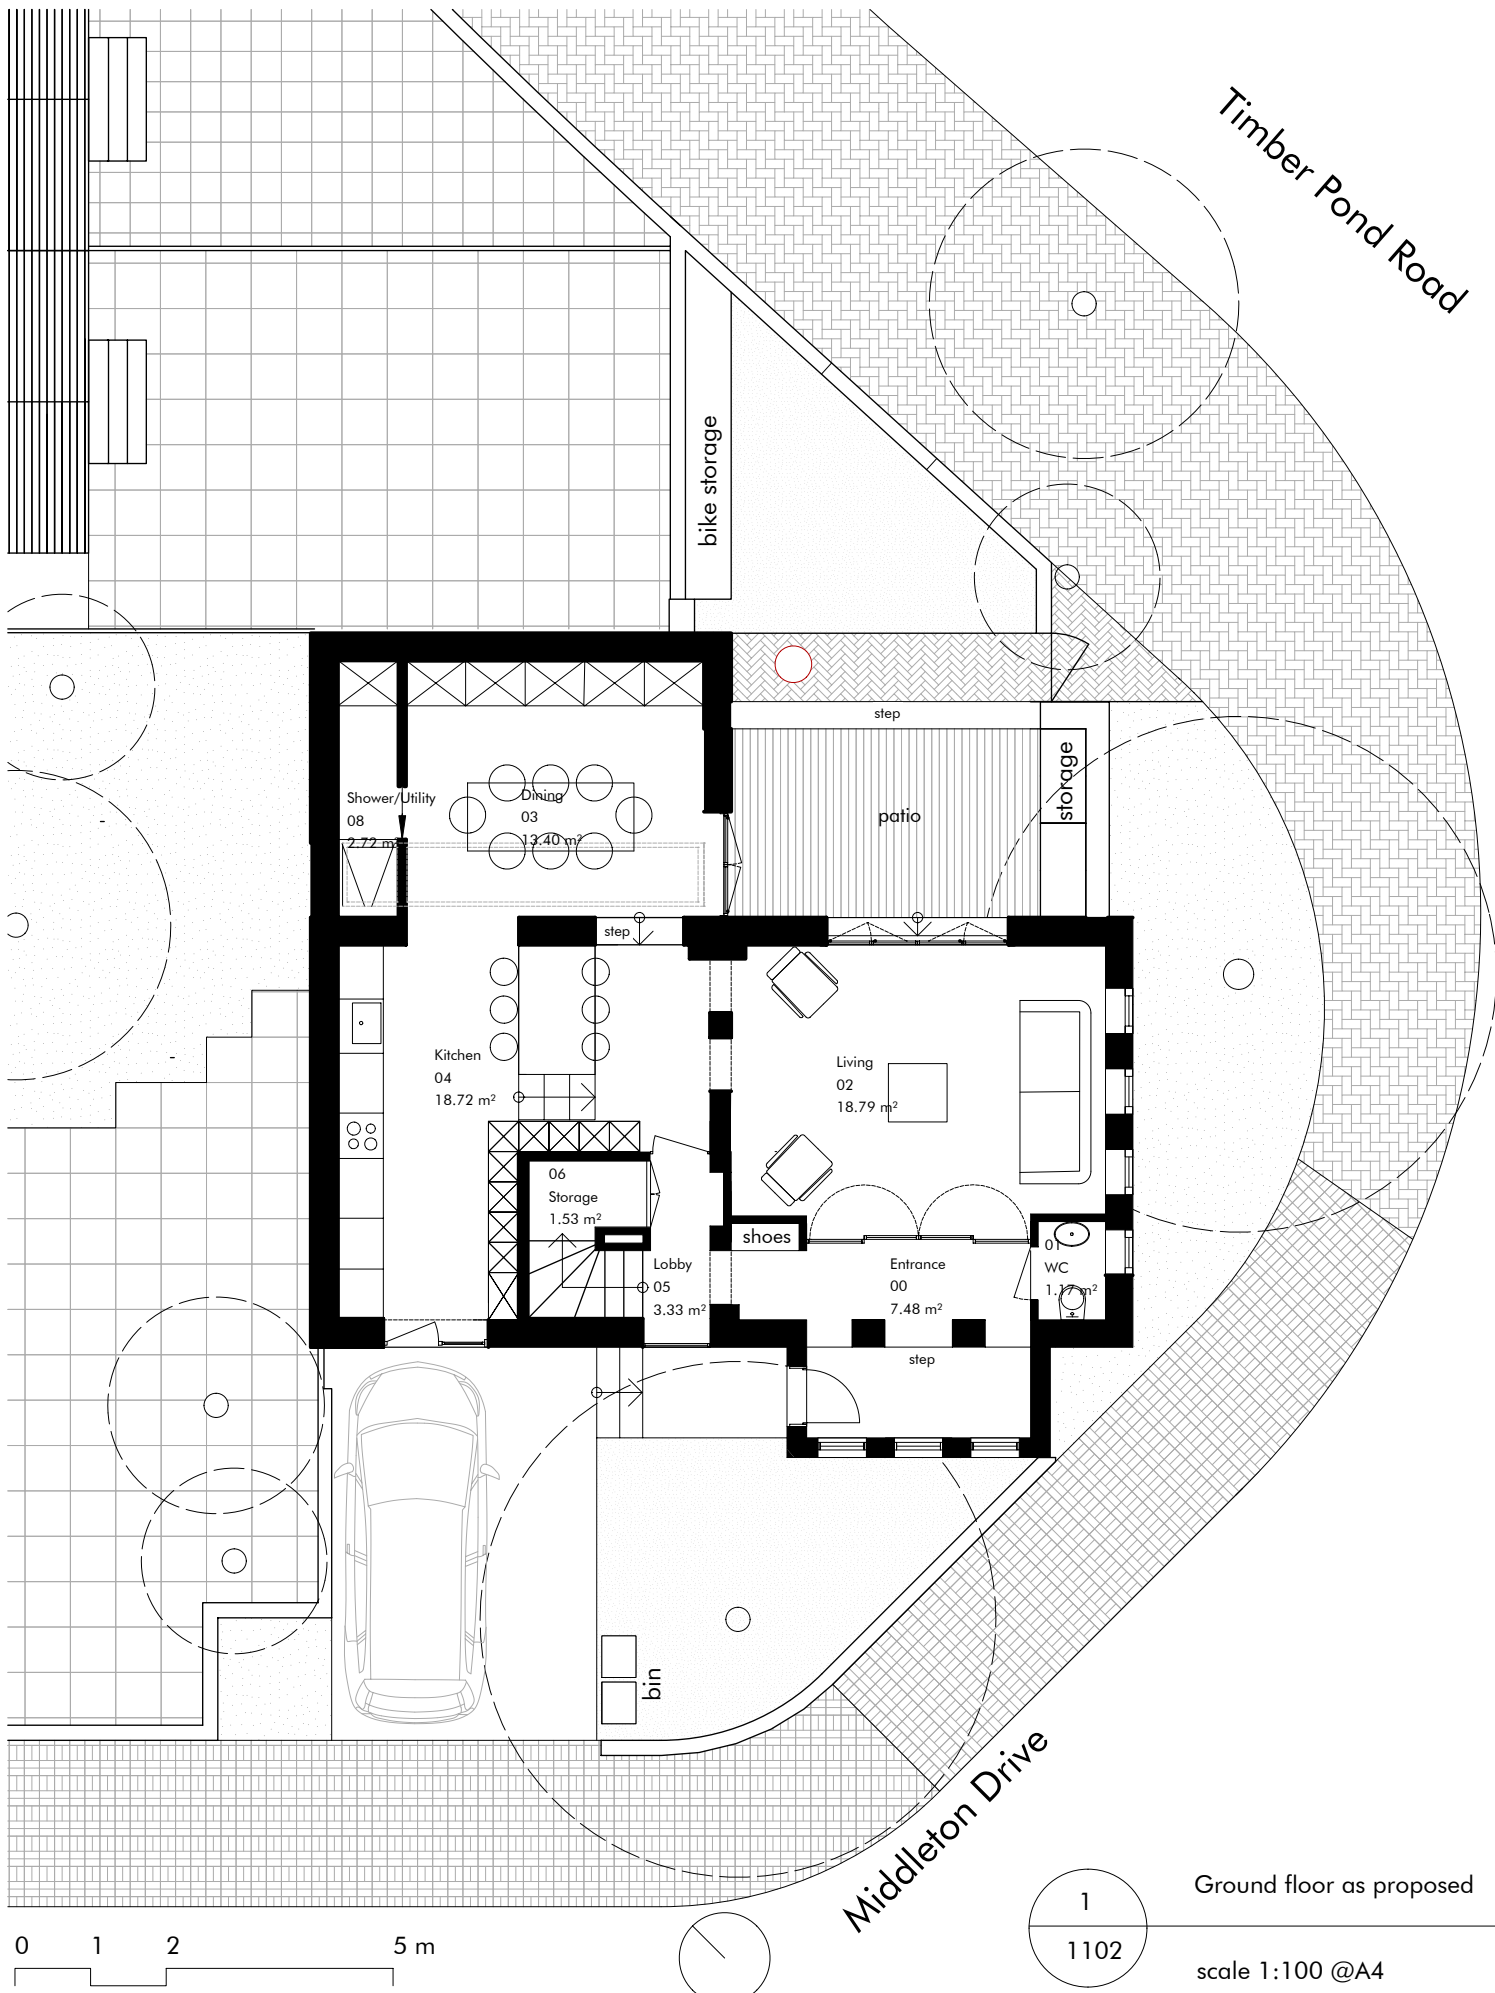 Timber Pond Road
bike storage
step
storage
patio
Shower/Utility
08
2.72 m²
Dining
03
13.40 m²
step
Kitchen
04
18.72 m²
Living
02
18.79 m²
06
Storage
1.53 m²
shoes
Lobby
05
3.33 m²
Entrance
00
7.48 m²
01
WC
1.17 m²
step
bin
Middleton Drive
0 1 2 5 m
1
1102
Ground floor as proposed
scale 1:100 @A4